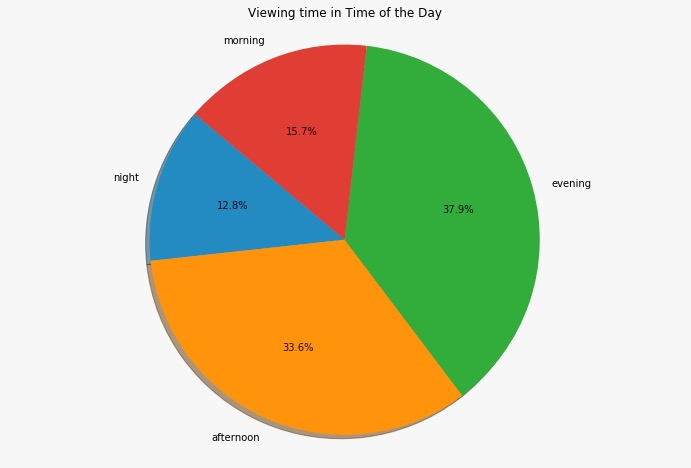 Viewing time in Time of the Day
morning
15.7%
night
12.8%
evening
37.9%
33.6%
afternoon